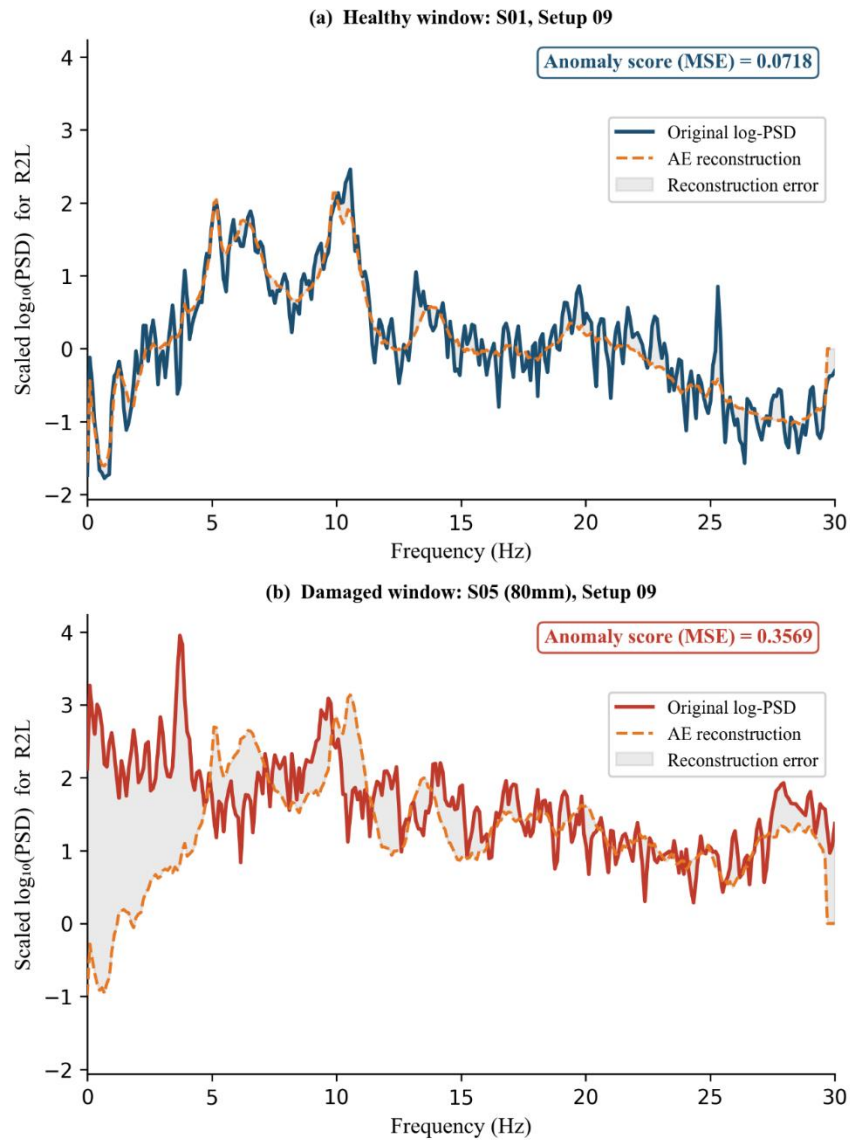 (a) Healthy window: S01, Setup 09
Anomaly score (MSE) = 0.0718
Original log-PSD
AE reconstruction
Reconstruction error
Scaled log₁₀(PSD) for R2L
4
3
2
1
0
−1
−2
0 5 10 15 20 25 30
Frequency (Hz)
(b) Damaged window: S05 (80mm), Setup 09
Anomaly score (MSE) = 0.3569
Original log-PSD
AE reconstruction
Reconstruction error
Scaled log₁₀(PSD) for R2L
4
3
2
1
0
−1
−2
0 5 10 15 20 25 30
Frequency (Hz)